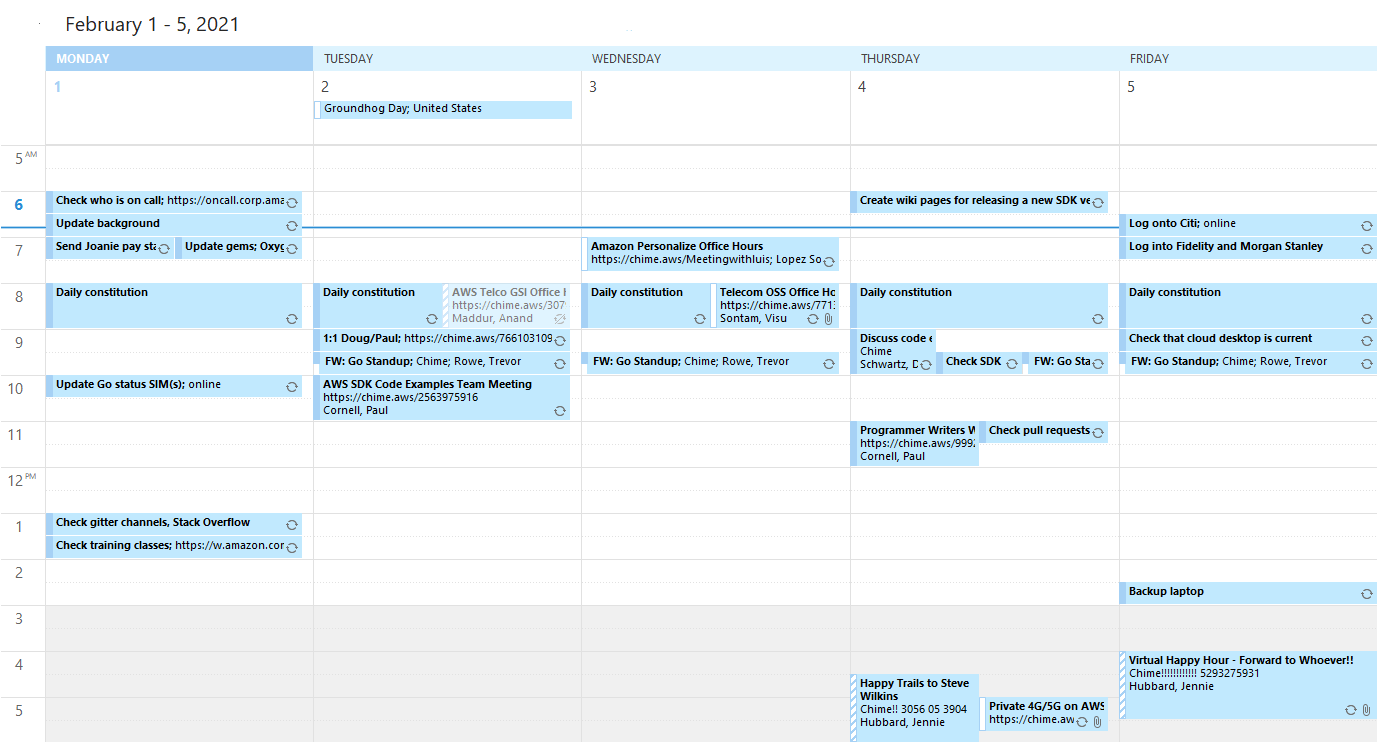 February 1 - 5, 2021
MONDAY
TUESDAY
WEDNESDAY
THURSDAY
FRIDAY
1
2
3
4
5
Groundhog Day; United States
5 AM
6
7
8
9
10
11
12 PM
1
2
3
4
5
Check who is on call; https://oncall.corp.ama
Update background
Send Joanie pay sta
Update gems; Oxyg
Daily constitution
Update Go status SIM(s); online
Check gitter channels, Stack Overflow
Check training classes; https://w.amazon.cor
Daily constitution
AWS Telco GSI Office H
https://chime.aws/307
Maddur, Anand
1:1 Doug/Paul; https://chime.aws/766103109
FW: Go Standup; Chime; Rowe, Trevor
AWS SDK Code Examples Team Meeting
https://chime.aws/2563975916
Cornell, Paul
Amazon Personalize Office Hours
https://chime.aws/Meetingwithluis; Lopez So
Daily constitution
Telecom OSS Office Ho
https://chime.aws/771
Sontam, Visu
FW: Go Standup; Chime; Rowe, Trevor
Create wiki pages for releasing a new SDK ve
Daily constitution
Discuss code e
Chime
Schwartz, D
Check SDK
FW: Go Sta
Programmer Writers W
https://chime.aws/999
Cornell, Paul
Check pull requests
Happy Trails to Steve
Wilkins
Chime!! 3056 05 3904
Hubbard, Jennie
Private 4G/5G on AWS
https://chime.aw
Log onto Citi; online
Log into Fidelity and Morgan Stanley
Daily constitution
Check that cloud desktop is current
FW: Go Standup; Chime; Rowe, Trevor
Backup laptop
Virtual Happy Hour - Forward to Whoever!!
Chime!!!!!!!!!!!! 5293275931
Hubbard, Jennie